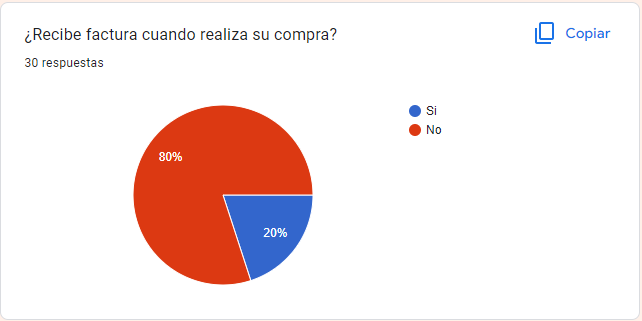 ¿Recibe factura cuando realiza su compra?
Copiar
30 respuestas
Si
No
80%
20%